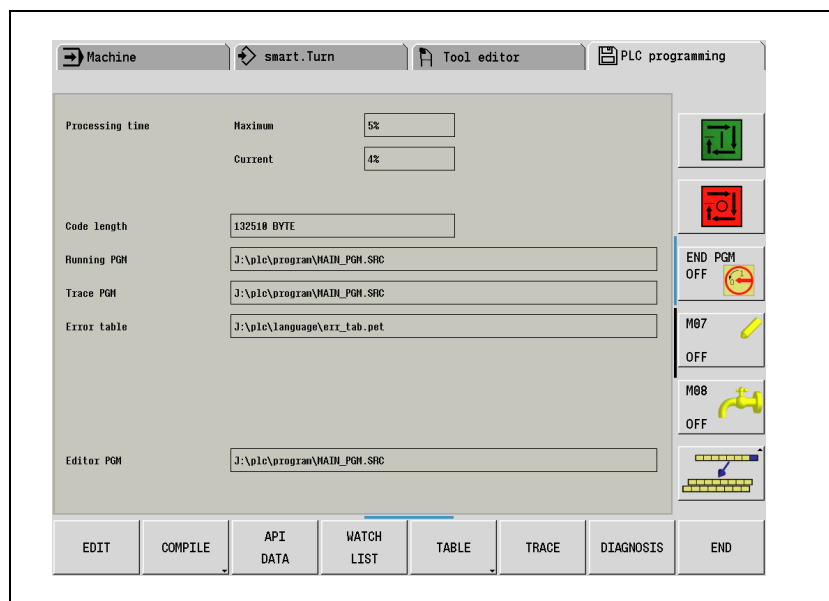 Machine
smart.Turn
Tool editor
PLC programming
Processing time
Maximum
5%
Current
4%
Code length
132510 BYTE
Running PGM
J:\plc\program\MAIN_PGM.SRC
Trace PGM
J:\plc\program\MAIN_PGM.SRC
Error table
J:\plc\language\err_tab.pet
Editor PGM
J:\plc\program\MAIN_PGM.SRC
END PGM
OFF
M07
OFF
M08
OFF
EDIT
COMPILE
API
DATA
WATCH
LIST
TABLE
TRACE
DIAGNOSIS
END